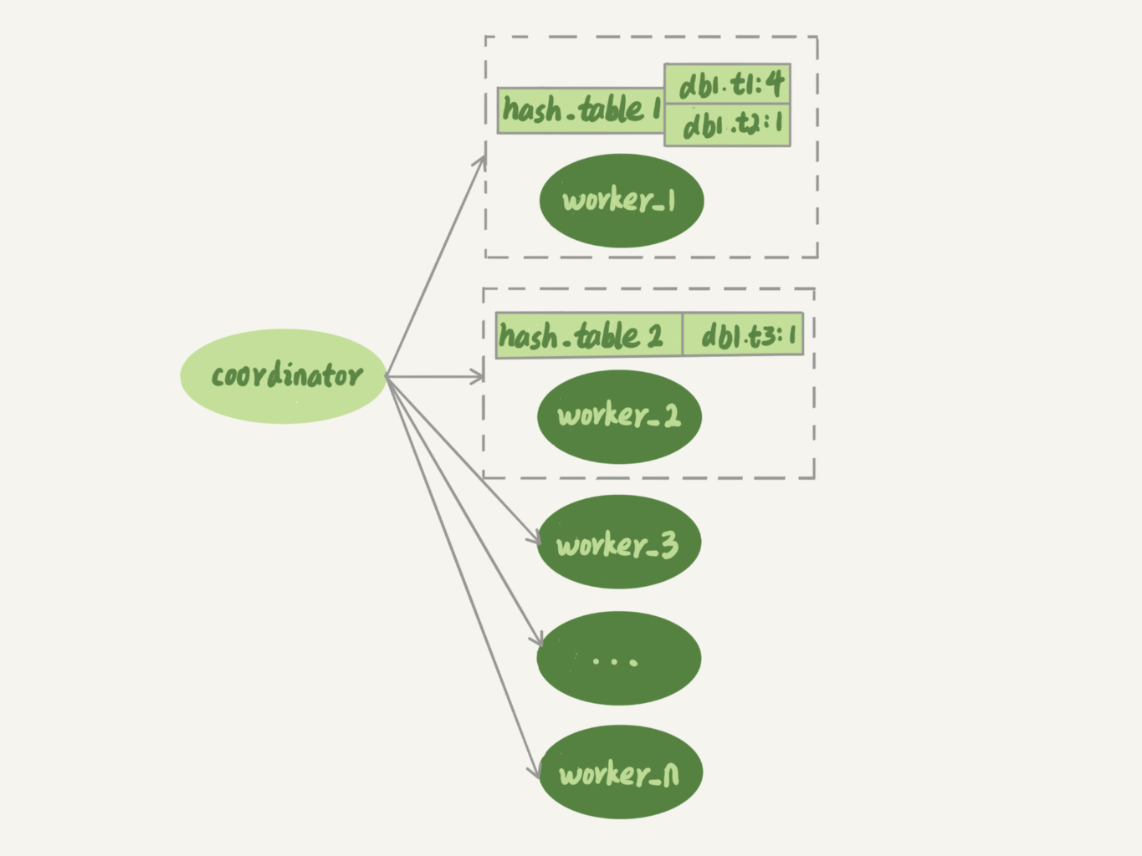 db1.t1:4
hash_table 1
db1.t2:1
worker_1
hash_table 2 db1.t3:1
coordinator
worker_2
worker_3
...
worker_n